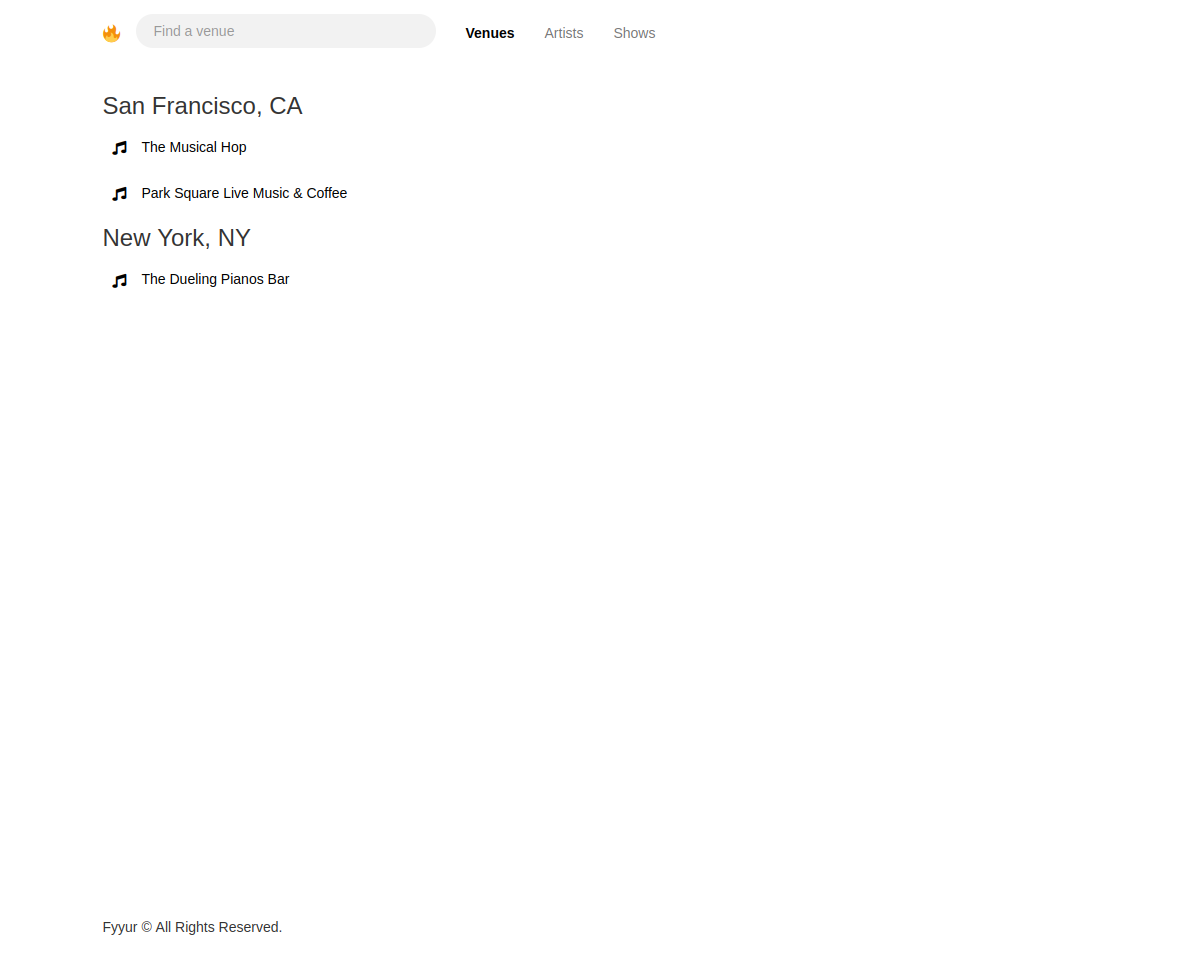 Find a venue
Venues Artists Shows
San Francisco, CA
The Musical Hop
Park Square Live Music & Coffee
New York, NY
The Dueling Pianos Bar
Fyyur © All Rights Reserved.